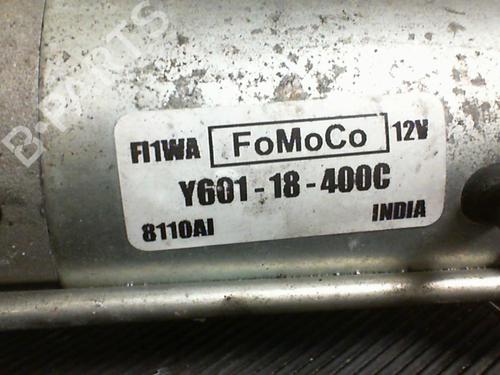 B-PARTS
FI1WA FoMoCo 12V
Y601-18-400C
8110AI INDIA